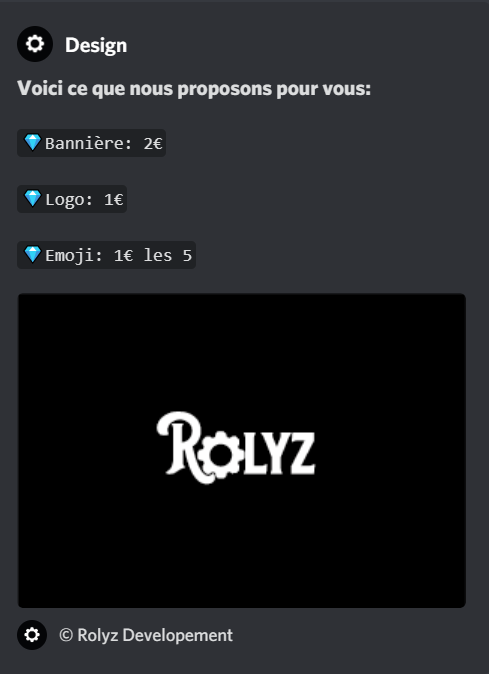 Design
Voici ce que nous proposons pour vous:
💎Bannière: 2€
💎Logo: 1€
💎Emoji: 1€ les 5
ROLYZ
© Rolyz Developement